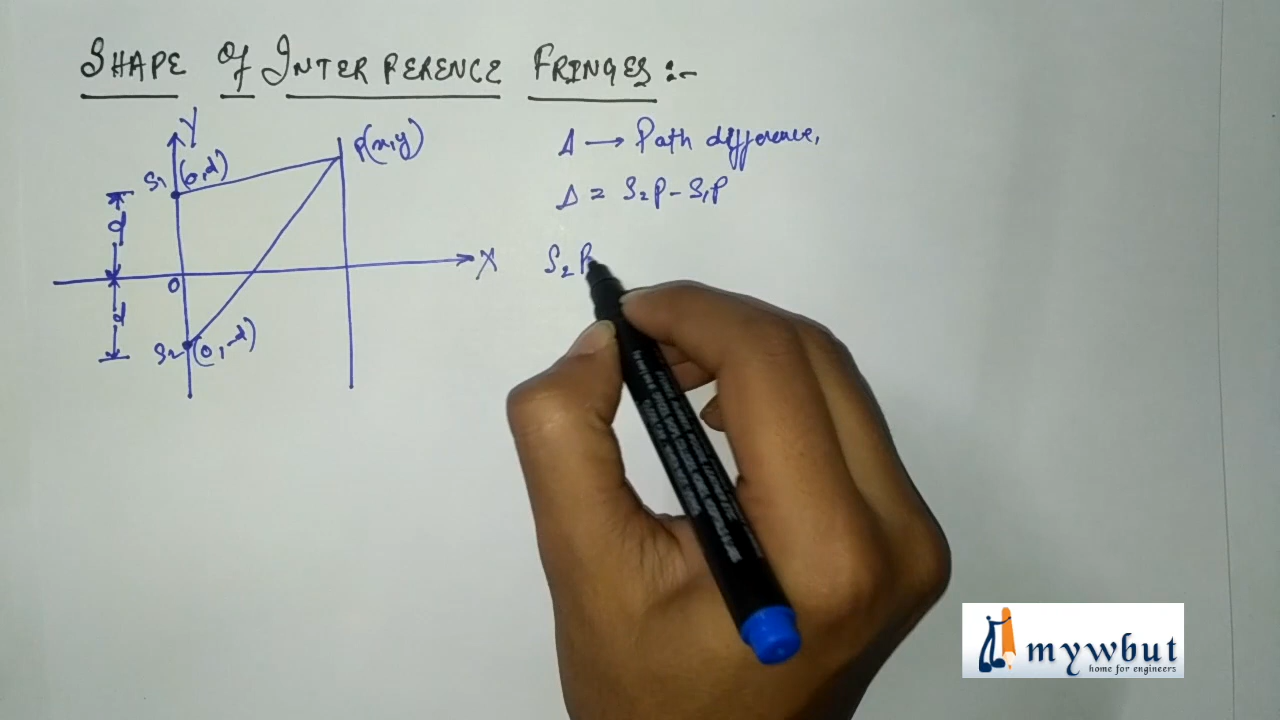 SHAPE Of INTERFERENCE FRINGES :-
Y
P(x,y)
S1 (0,d)
d
X
0
d
S2 (0,-d)
Δ → Path difference,
Δ = S2P - S1P
S2P
mywbut
home for engineers